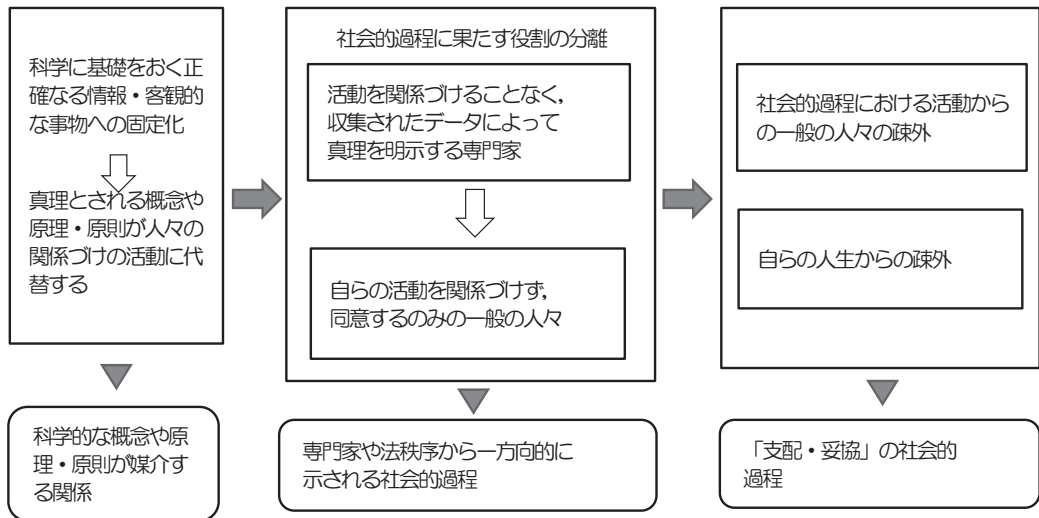 科学に基礎をおく正
確なる情報・客観的
な事物への固定化
真理とされる概念や
原理・原則が人々の
関係づけの活動に代
替する
科学的な概念や原
理・原則が媒介す
る関係
社会的過程に果たす役割の分離
活動を関係づけることなく,
収集されたデータによって
真理を明示する専門家
自らの活動を関係づけず,
同意するのみの一般の人々
専門家や法秩序から一方向的に
示される社会的過程
社会的過程における活動から
の一般の人々の疎外
自らの人生からの疎外
「支配・妥協」の社会的
過程